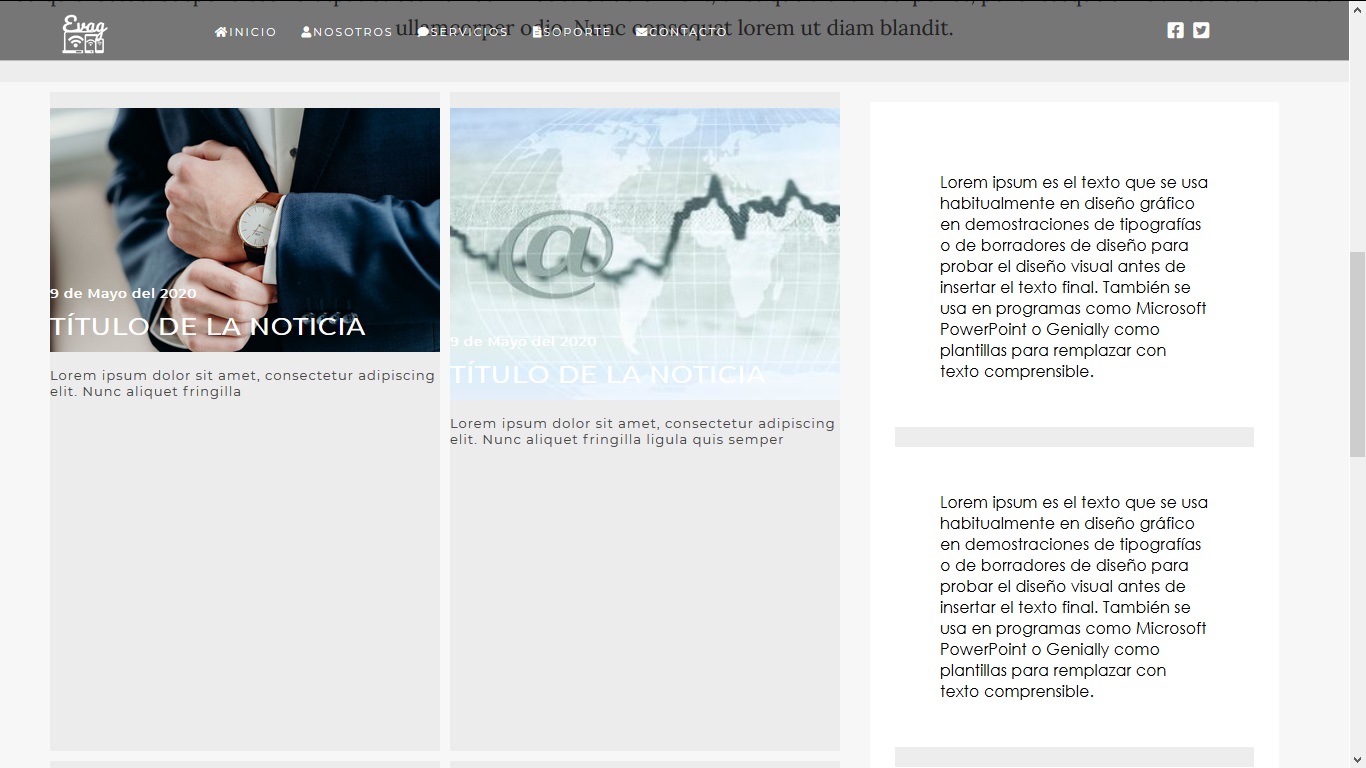 ullamcorper odio. Nunc consequat lorem ut diam blandit.
Evag
INICIO NOSOTROS SERVICIOS SOPORTE CONTACTO
9 de Mayo del 2020
TÍTULO DE LA NOTICIA
Lorem ipsum dolor sit amet, consectetur adipiscing
elit. Nunc aliquet fringilla
9 de Mayo del 2020
TÍTULO DE LA NOTICIA
Lorem ipsum dolor sit amet, consectetur adipiscing
elit. Nunc aliquet fringilla ligula quis semper
Lorem ipsum es el texto que se usa
habitualmente en diseño gráfico
en demostraciones de tipografías
o de borradores de diseño para
probar el diseño visual antes de
insertar el texto final. También se
usa en programas como Microsoft
PowerPoint o Genially como
plantillas para remplazar con
texto comprensible.
Lorem ipsum es el texto que se usa
habitualmente en diseño gráfico
en demostraciones de tipografías
o de borradores de diseño para
probar el diseño visual antes de
insertar el texto final. También se
usa en programas como Microsoft
PowerPoint o Genially como
plantillas para remplazar con
texto comprensible.